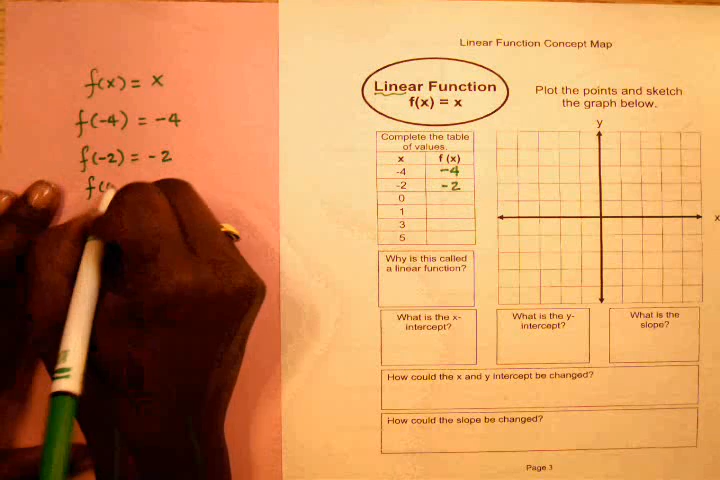 f(x) = x
f(-4) = -4
f(-2) = -2
f(
Linear Function Concept Map
Linear Function
f(x) = x
Plot the points and sketch
the graph below.
Complete the table
of values.
x f (x)
-4 -4
-2 -2
0
1
3
5
y
x
Why is this called
a linear function?
What is the x-
intercept?
What is the y-
intercept?
What is the
slope?
How could the x and y intercept be changed?
How could the slope be changed?
Page 3